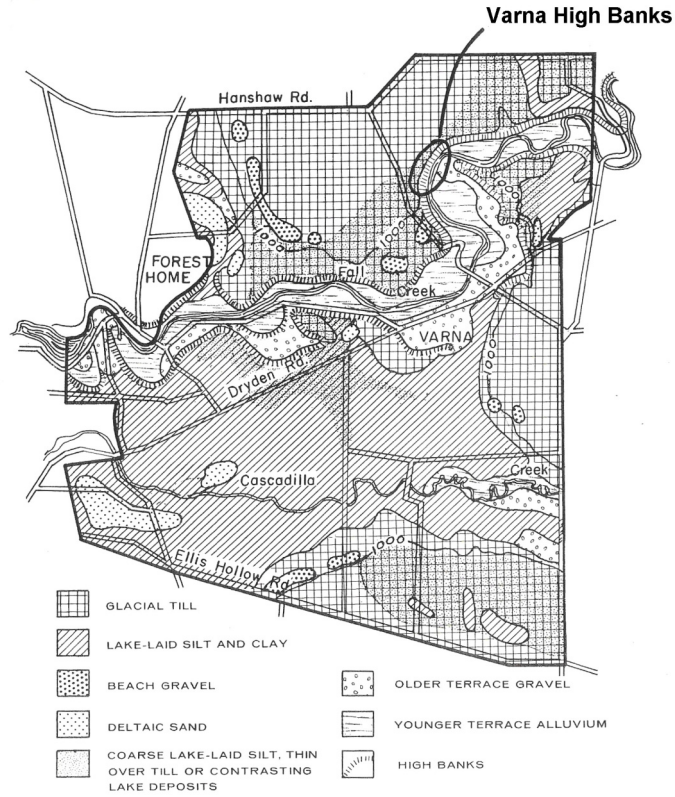 Varna High Banks
Hanshaw Rd.
1000
1000
FOREST
HOME
Fall
Creek
VARNA
Dryden Rd.
Creek
Cascadilla
1000
Ellis Hollow Rd.
GLACIAL TILL
LAKE-LAID SILT AND CLAY
BEACH GRAVEL
DELTAIC SAND
COARSE LAKE-LAID SILT, THIN
OVER TILL OR CONTRASTING
LAKE DEPOSITS
OLDER TERRACE GRAVEL
YOUNGER TERRACE ALLUVIUM
HIGH BANKS